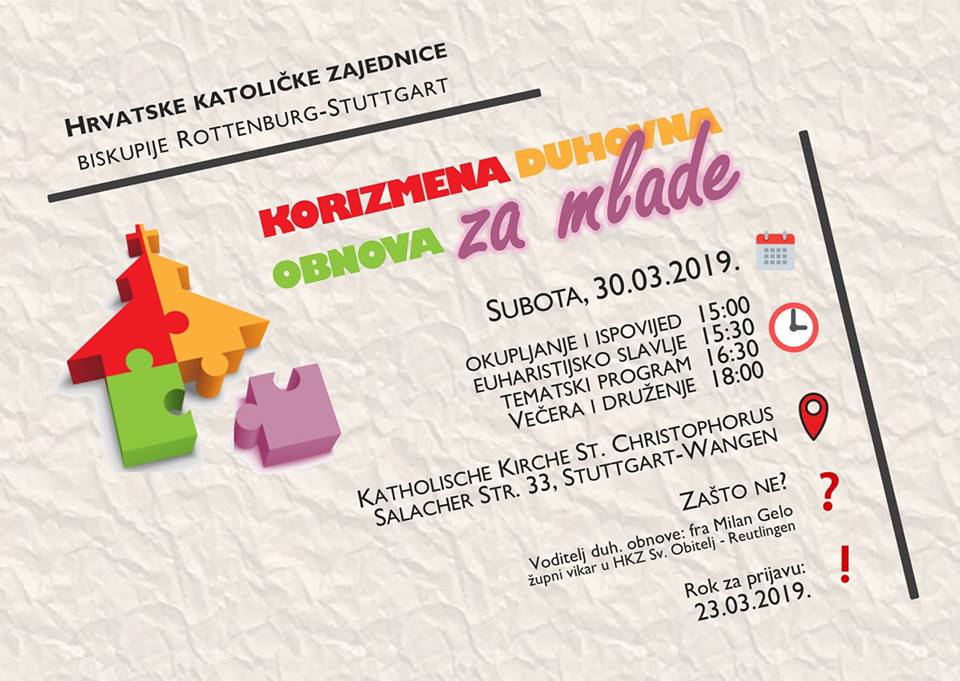 HRVATSKE KATOLIČKE ZAJEDNICE
BISKUPIJE ROTTENBURG-STUTTGART
KORIZMENA DUHOVNA
OBNOVA za mlade
SUBOTA, 30.03.2019.
OKUPLJANJE I ISPOVIJED 15:00
EUHARISTIJSKO SLAVLJE 15:30
TEMATSKI PROGRAM 16:30
VEČERA I DRUŽENJE 18:00
KATHOLISCHE KIRCHE ST. CHRISTOPHORUS
SALACHER STR. 33, STUTTGART-WANGEN
ZAŠTO NE? ?
Voditelj duh. obnove: fra Milan Gelo
župni vikar u HKZ Sv. Obitelj - Reutlingen
Rok za prijavu: !
23.03.2019.